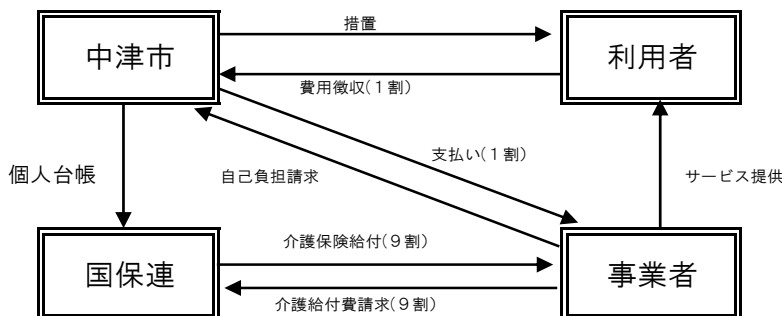 措置
中津市
利用者
費用徴収(１割)
支払い(１割)
個人台帳
自己負担請求
サービス提供
介護保険給付(９割)
国保連
事業者
介護給付費請求(９割)